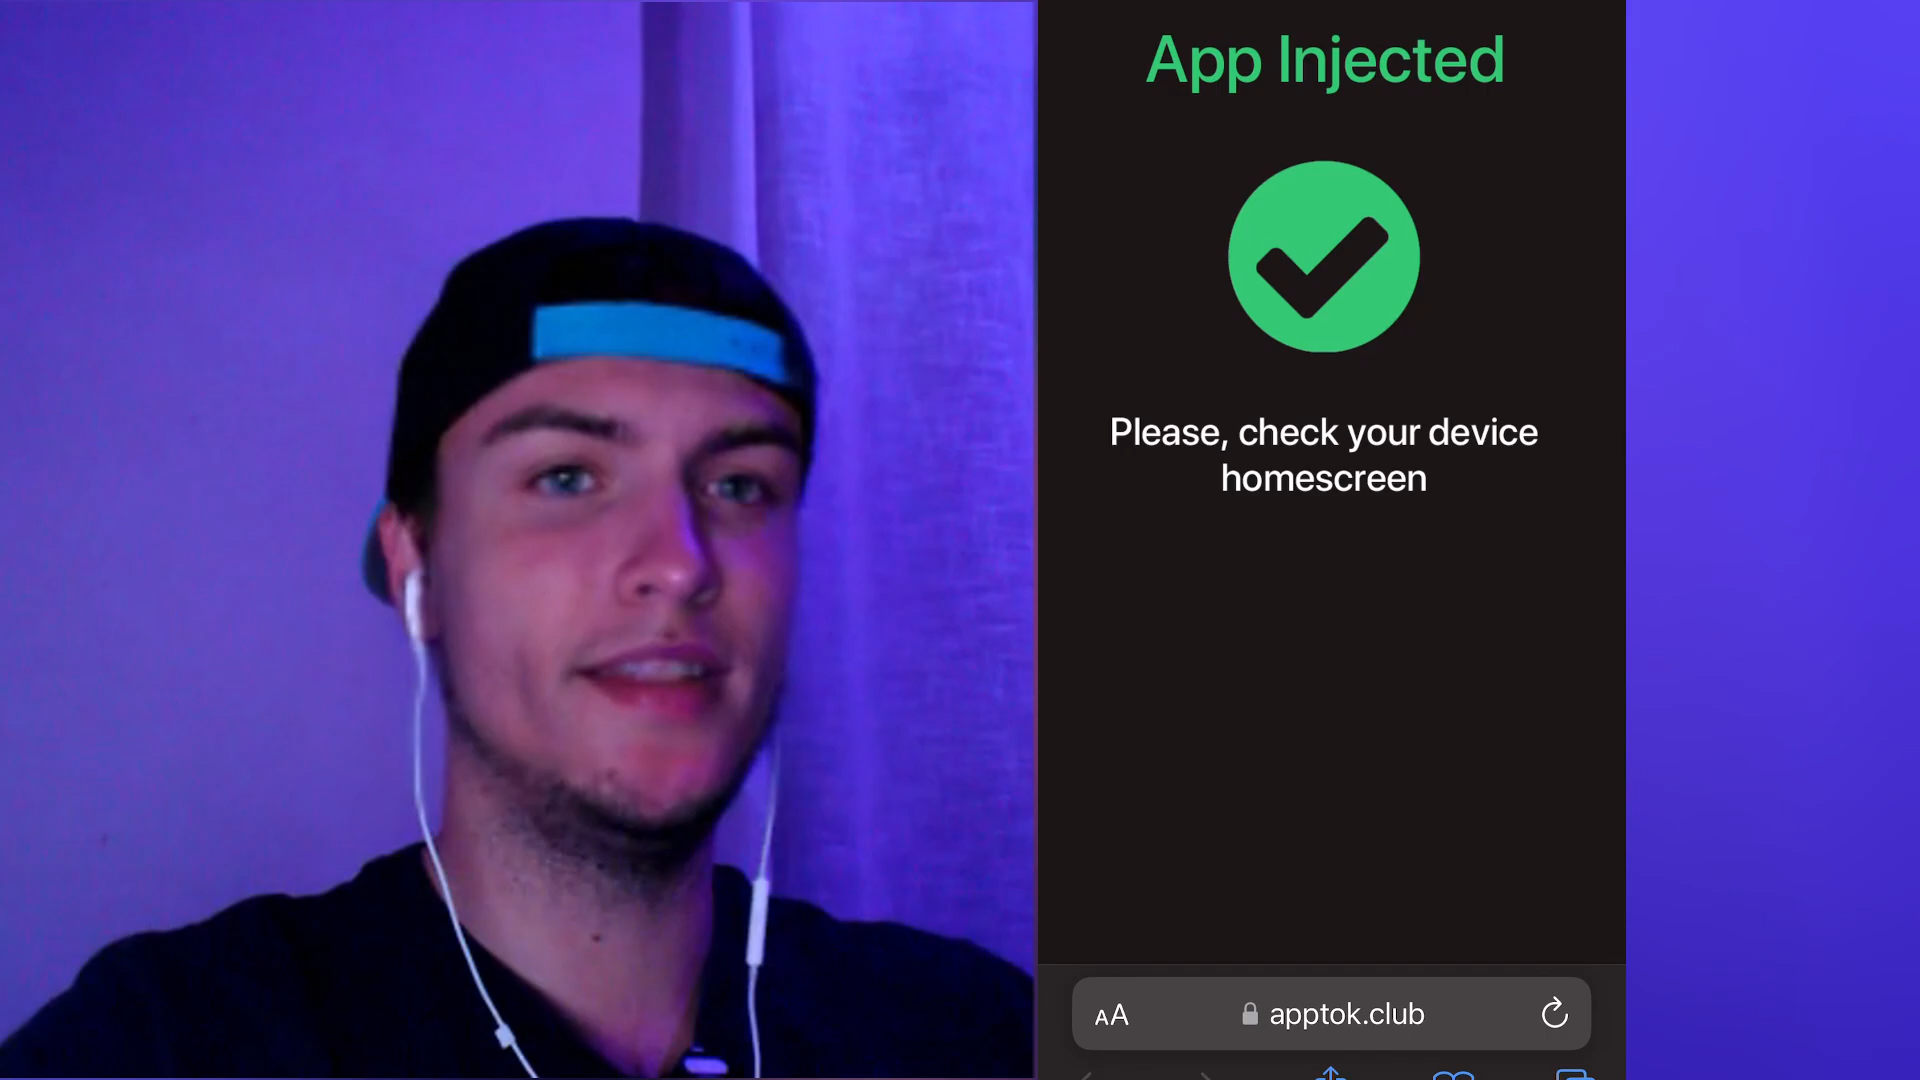 App Injected
Please, check your device
homescreen
AA
apptok.club